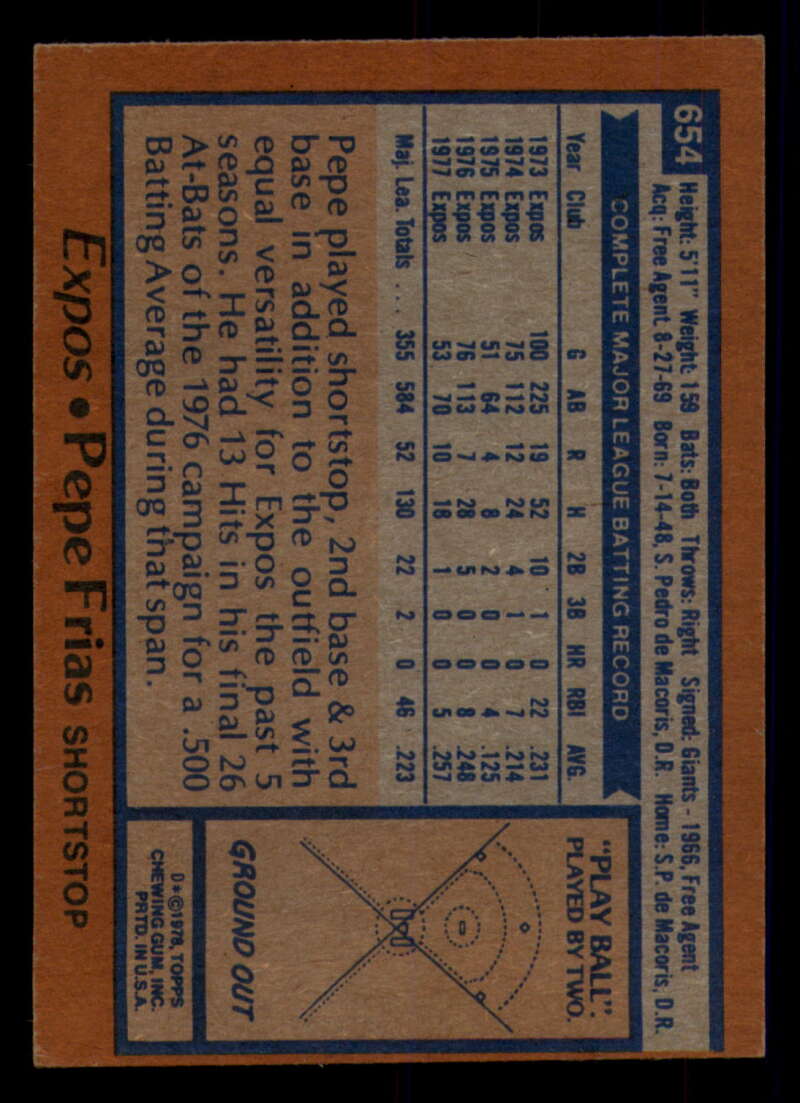 654
Height: 5'11" Weight: 159 Bats: Both Throws: Right Signed: Giants - 1966, Free Agent
Acq: Free Agent 8-27-69 Born: 7-14-48, S. Pedro de Macoris, D.R. Home: S.P. de Macoris, D.R.
COMPLETE MAJOR LEAGUE BATTING RECORD
Year Club G AB R H 2B 3B HR RBI AVG.
1973 Expos 100 225 19 52 10 1 0 22 .231
1974 Expos 75 112 12 24 4 1 0 7 .214
1975 Expos 51 64 4 8 2 0 0 4 .125
1976 Expos 76 113 7 28 5 0 0 8 .248
1977 Expos 53 70 10 18 1 0 0 5 .257
Maj. Lea. Totals ... 355 584 52 130 22 2 0 46 .223
Pepe played shortstop, 2nd base & 3rd
base in addition to the outfield with
equal versatility for Expos the past 5
seasons. He had 13 Hits in his final 26
At-Bats of the 1976 campaign for a .500
Batting Average during that span.
"PLAY BALL".
PLAYED BY TWO.
GROUND OUT
D*©1978, TOPPS
CHEWING GUM, INC.
PRTD. IN U.S.A.
Expos • Pepe Frias SHORTSTOP